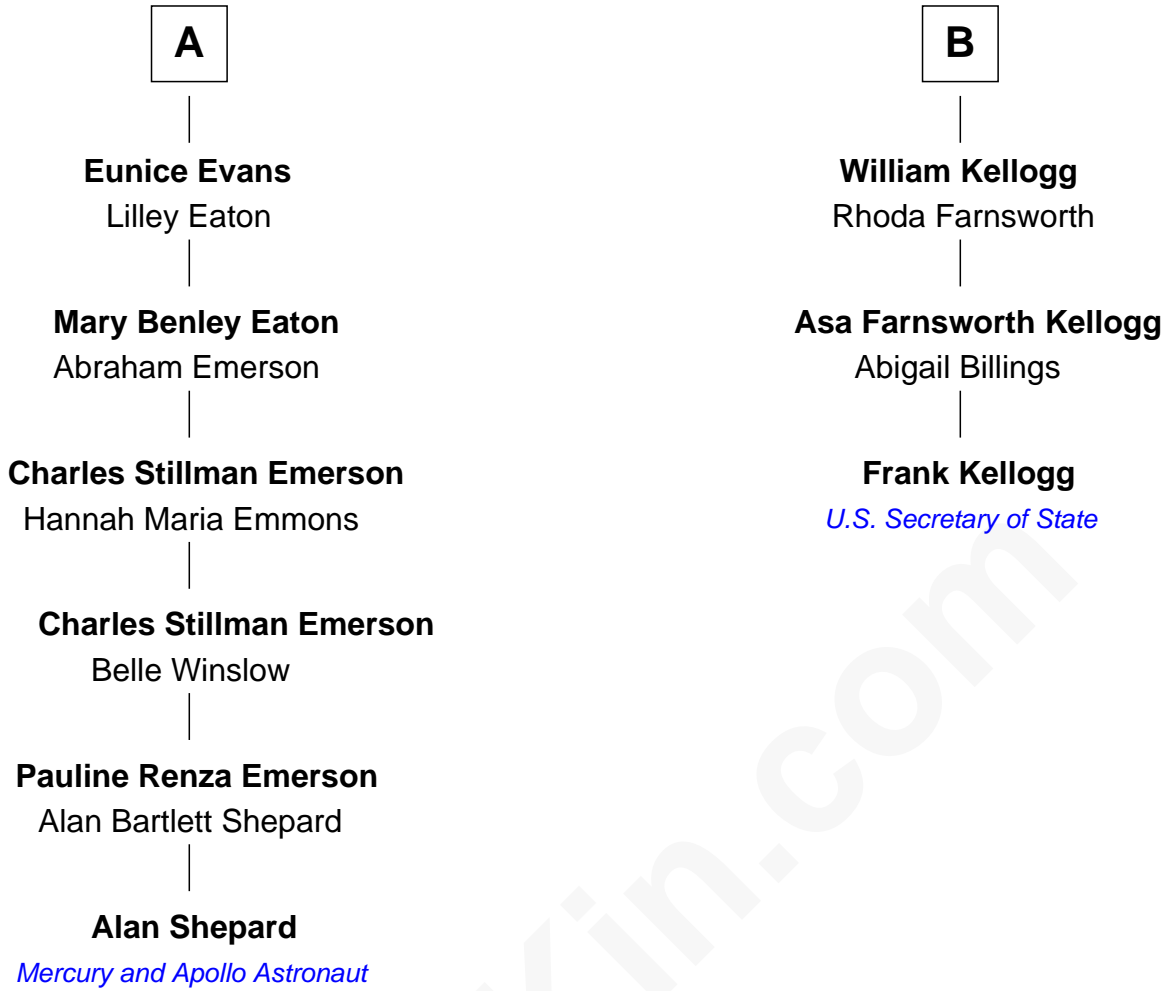 A
Eunice Evans
Lilley Eaton
Mary Benley Eaton
Abraham Emerson
Charles Stillman Emerson
Hannah Maria Emmons
Charles Stillman Emerson
Belle Winslow
Pauline Renza Emerson
Alan Bartlett Shepard
Alan Shepard
Mercury and Apollo Astronaut
B
William Kellogg
Rhoda Farnsworth
Asa Farnsworth Kellogg
Abigail Billings
Frank Kellogg
U.S. Secretary of State
Kin.com